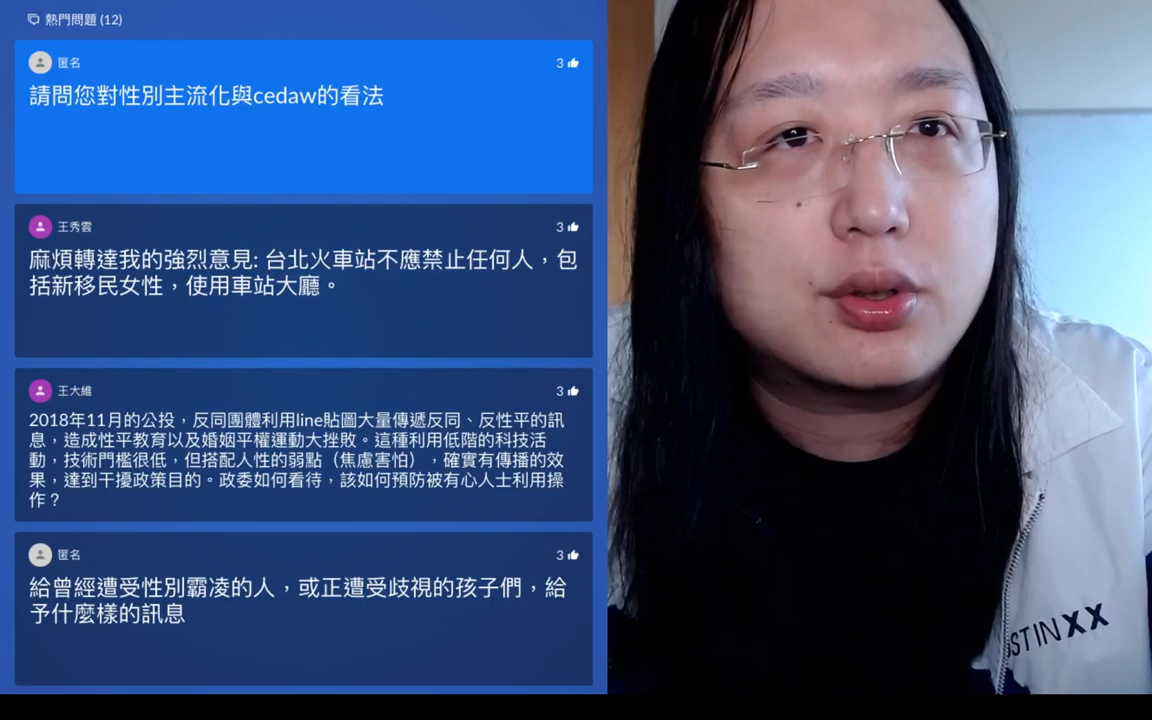 熱門問題 (12)
匿名
3
請問您對性別主流化與cedaw的看法
王秀雲
3
麻煩轉達我的強烈意見: 台北火車站不應禁止任何人，包
括新移民女性，使用車站大廳。
王大維
3
2018年11月的公投，反同團體利用line貼圖大量傳遞反同、反性平的訊
息，造成性平教育以及婚姻平權運動大挫敗。這種利用低階的科技活
動，技術門檻很低，但搭配人性的弱點（焦慮害怕），確實有傳播的效
果，達到干擾政策目的。政委如何看待，該如何預防被有心人士利用操
作？
匿名
3
給曾經遭受性別霸凌的人，或正遭受歧視的孩子們，給
予什麼樣的訊息
STINXX